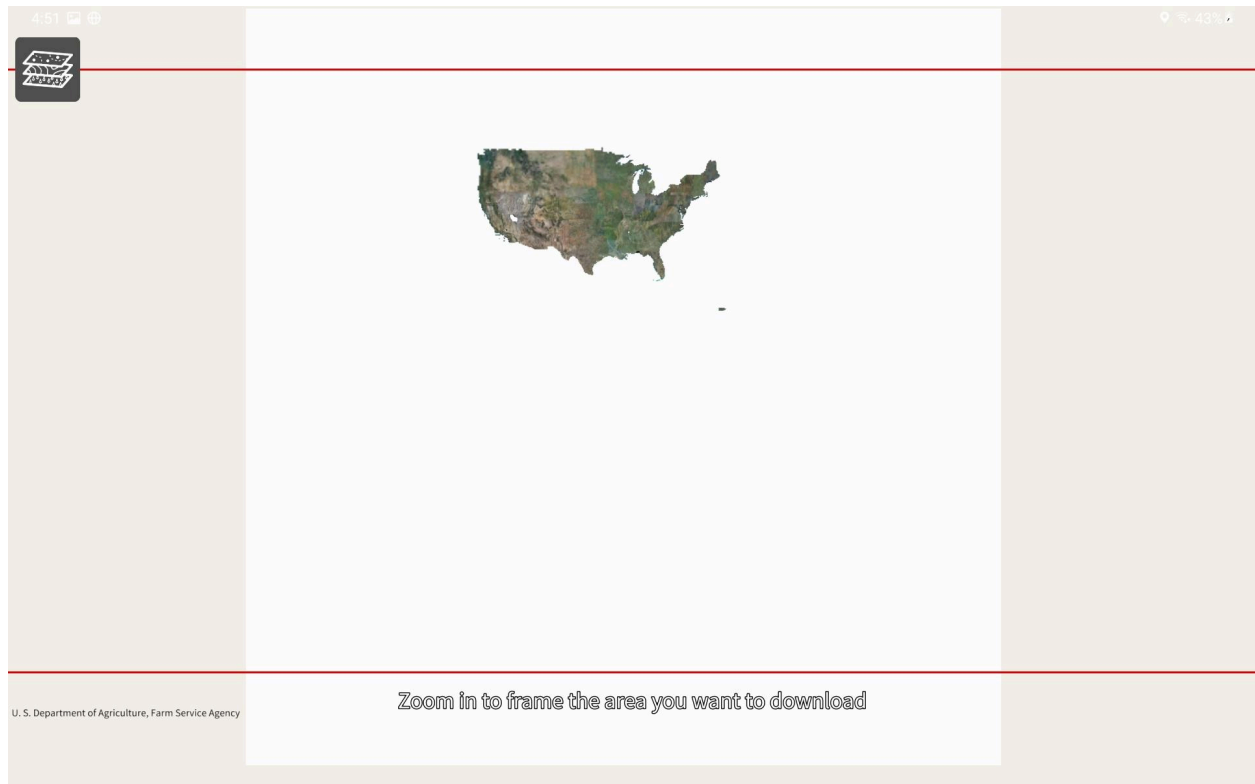 4:51
43%
Zoom in to frame the area you want to download
U. S. Department of Agriculture, Farm Service Agency